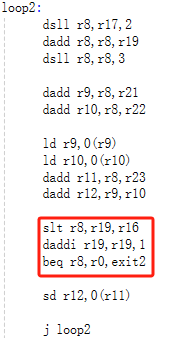 loop2:
dsll r8,r17,2
dadd r8,r8,r19
dsll r8,r8,3
dadd r9,r8,r21
dadd r10,r8,r22
ld r9,0(r9)
ld r10,0(r10)
dadd r11,r8,r23
dadd r12,r9,r10
slt r8,r19,r16
daddi r19,r19,1
beq r8,r0,exit2
sd r12,0(r11)
j loop2